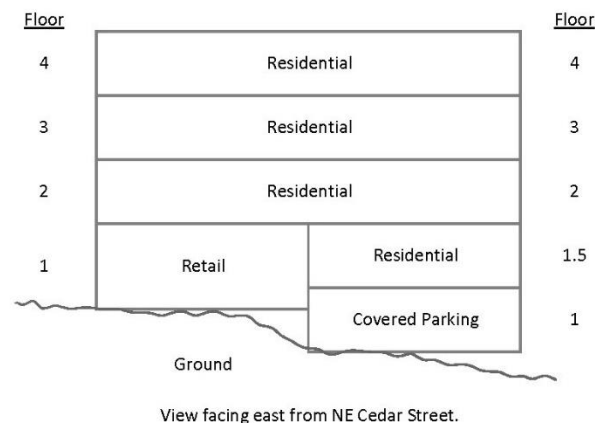 Floor Floor
4 Residential 4
3 Residential 3
2 Residential 2
Residential 1.5
1 Retail
Covered Parking 1
Ground
View facing east from NE Cedar Street.